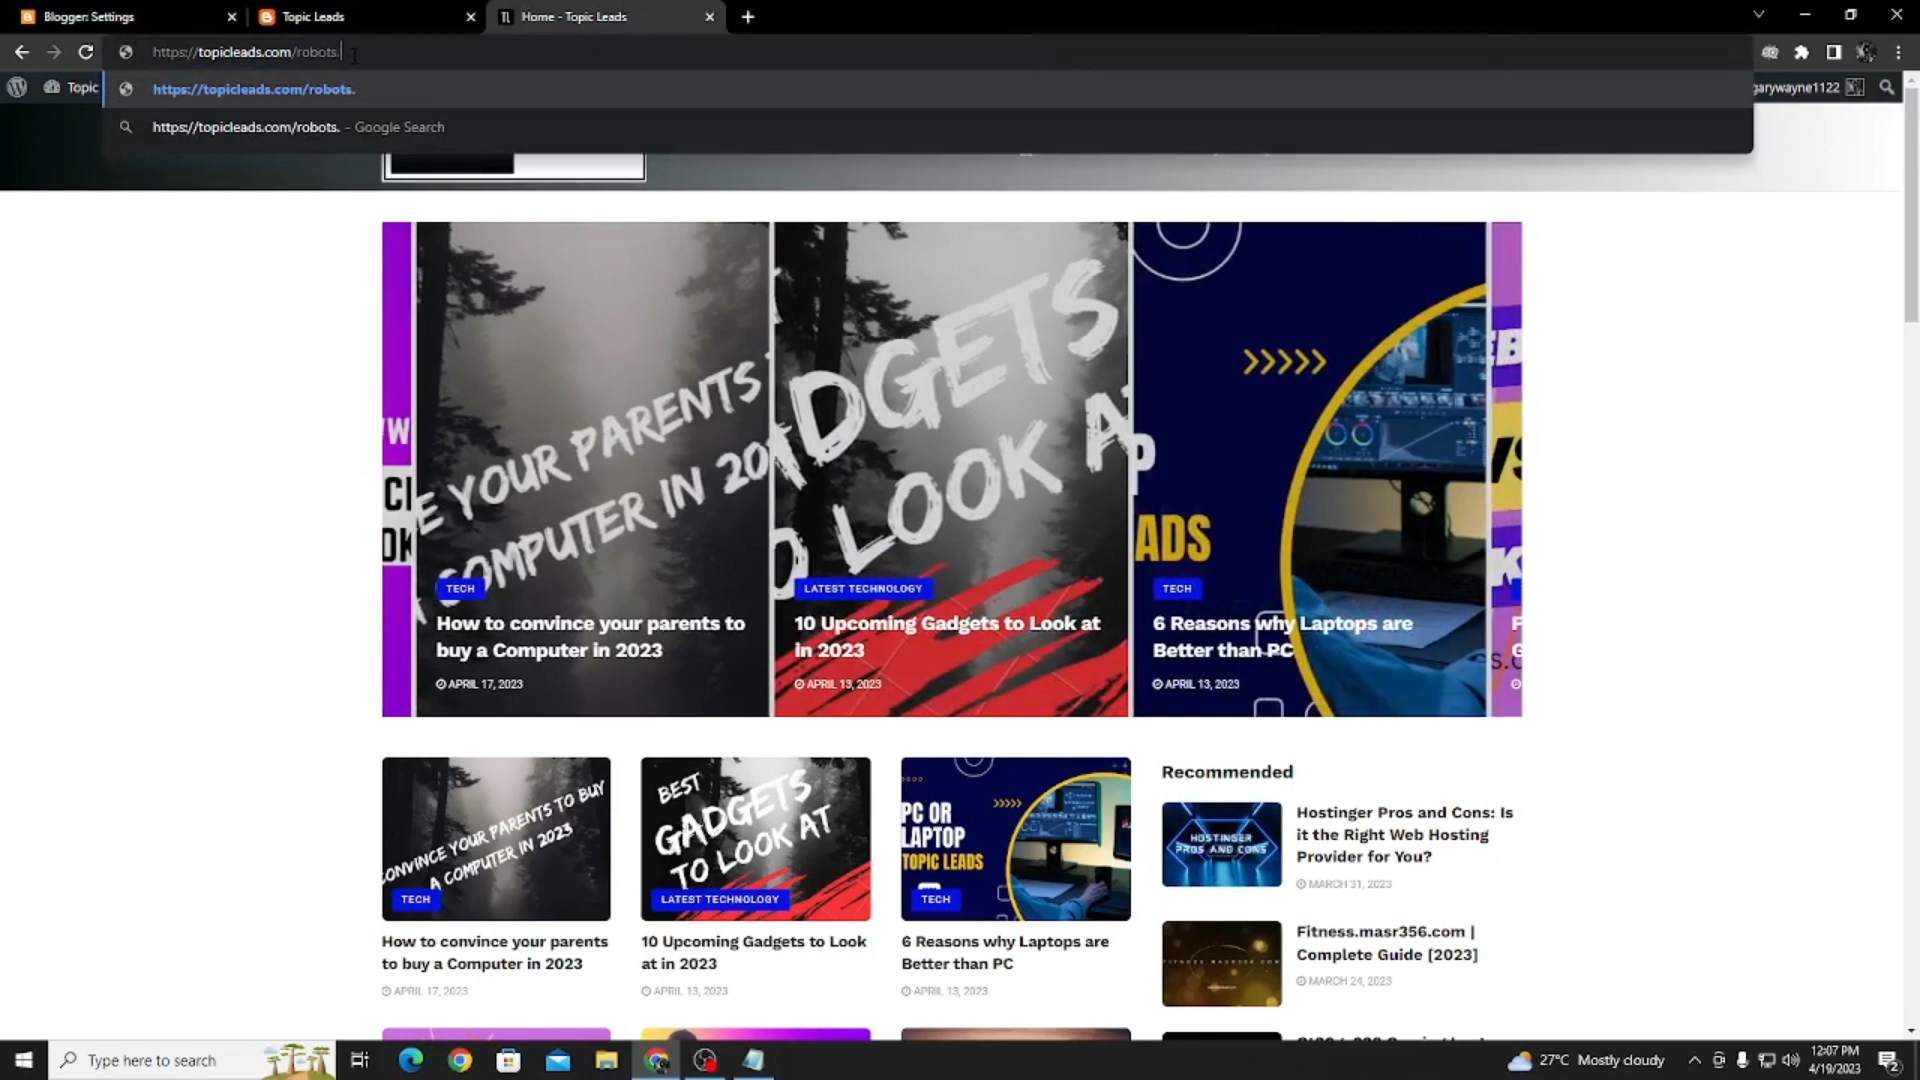 Blogger: Settings
Topic Leads
TL Home - Topic Leads
https://topicleads.com/robots.
https://topicleads.com/robots.
https://topicleads.com/robots. - Google Search
Topic
garywayne1122
E YOUR PARENTS
COMPUTER IN 20
GADGETS
LOOK A
ADS
TECH
How to convince your parents to
buy a Computer in 2023
APRIL 17, 2023
LATEST TECHNOLOGY
10 Upcoming Gadgets to Look at
in 2023
APRIL 13, 2023
TECH
6 Reasons why Laptops are
Better than PC
APRIL 13, 2023
CONVINCE YOUR PARENTS TO BUY
A COMPUTER IN 2023
TECH
How to convince your parents
to buy a Computer in 2023
APRIL 17, 2023
BEST
GADGETS
TO LOOK AT
LATEST TECHNOLOGY
10 Upcoming Gadgets to Look
at in 2023
APRIL 13, 2023
PC OR
LAPTOP
TOPIC LEADS
TECH
6 Reasons why Laptops are
Better than PC
APRIL 13, 2023
Recommended
HOSTINGER
PROS AND CONS
Hostinger Pros and Cons: Is
it the Right Web Hosting
Provider for You?
MARCH 31, 2023
Fitness.masr356.com |
Complete Guide [2023]
MARCH 24, 2023
Type here to search
27°C Mostly cloudy
12:07 PM
4/19/2023
2